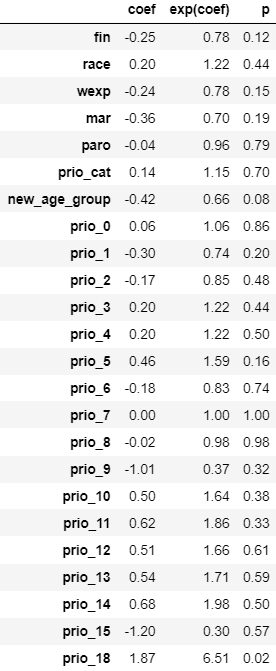 coef exp(coef) p
fin -0.25 0.78 0.12
race 0.20 1.22 0.44
wexp -0.24 0.78 0.15
mar -0.36 0.70 0.19
paro -0.04 0.96 0.79
prio_cat 0.14 1.15 0.70
new_age_group -0.42 0.66 0.08
prio_0 0.06 1.06 0.86
prio_1 -0.30 0.74 0.20
prio_2 -0.17 0.85 0.48
prio_3 0.20 1.22 0.44
prio_4 0.20 1.22 0.50
prio_5 0.46 1.59 0.16
prio_6 -0.18 0.83 0.74
prio_7 0.00 1.00 1.00
prio_8 -0.02 0.98 0.98
prio_9 -1.01 0.37 0.32
prio_10 0.50 1.64 0.38
prio_11 0.62 1.86 0.33
prio_12 0.51 1.66 0.61
prio_13 0.54 1.71 0.59
prio_14 0.68 1.98 0.50
prio_15 -1.20 0.30 0.57
prio_18 1.87 6.51 0.02